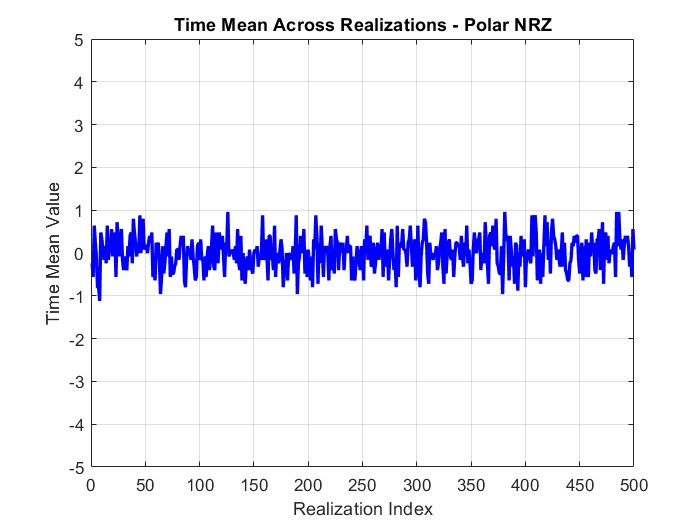 Time Mean Across Realizations - Polar NRZ
5
4
3
2
1
0
-1
-2
-3
-4
-5
Time Mean Value
0 50 100 150 200 250 300 350 400 450 500
Realization Index